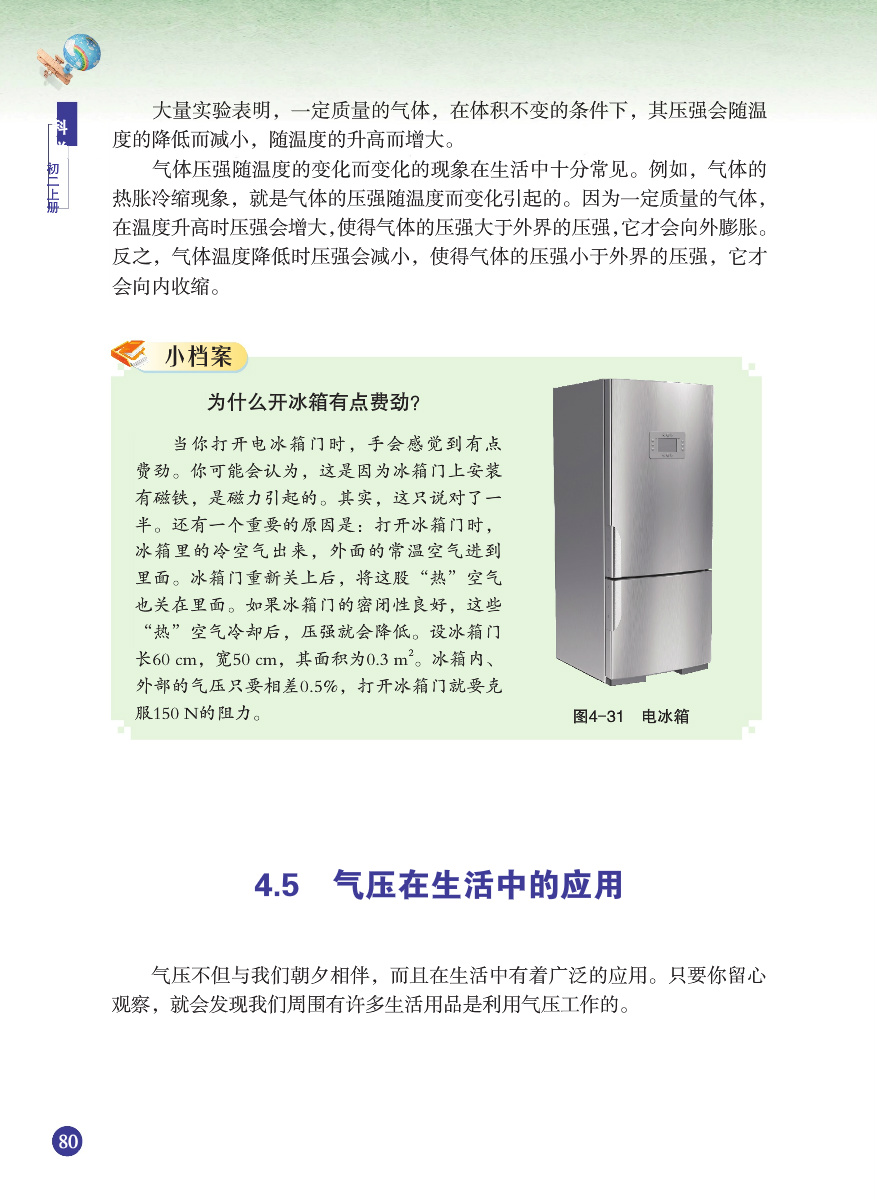 科
初二上册
大量实验表明，一定质量的气体，在体积不变的条件下，其压强会随温
度的降低而减小，随温度的升高而增大。
气体压强随温度的变化而变化的现象在生活中十分常见。例如，气体的
热胀冷缩现象，就是气体的压强随温度而变化引起的。因为一定质量的气体，
在温度升高时压强会增大，使得气体的压强大于外界的压强，它才会向外膨胀。
反之，气体温度降低时压强会减小，使得气体的压强小于外界的压强，它才
会向内收缩。
小档案
为什么开冰箱有点费劲？
当你打开电冰箱门时，手会感觉到有点
费劲。你可能会认为，这是因为冰箱门上安装
有磁铁，是磁力引起的。其实，这只说对了一
半。还有一个重要的原因是：打开冰箱门时，
冰箱里的冷空气出来，外面的常温空气进到
里面。冰箱门重新关上后，将这股“热”空气
也关在里面。如果冰箱门的密闭性良好，这些
“热”空气冷却后，压强就会降低。设冰箱门
长60 cm，宽50 cm，其面积为0.3 m²。冰箱内、
外部的气压只要相差0.5%，打开冰箱门就要克
服150 N的阻力。
图4-31 电冰箱
4.5 气压在生活中的应用
气压不但与我们朝夕相伴，而且在生活中有着广泛的应用。只要你留心
观察，就会发现我们周围有许多生活用品是利用气压工作的。
80